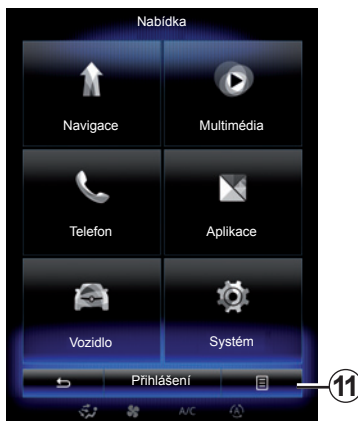 Nabídka
Navigace
Multimédia
Telefon
Aplikace
Vozidlo
Systém
Přihlášení
11
A/C
A